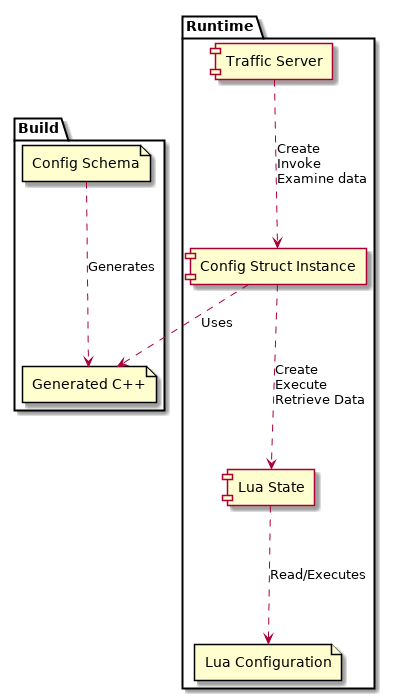 Runtime
Traffic Server
Create
Invoke
Examine data
Build
Config Schema
Generates
Config Struct Instance
Uses
Generated C++
Create
Execute
Retrieve Data
Lua State
Read/Executes
Lua Configuration